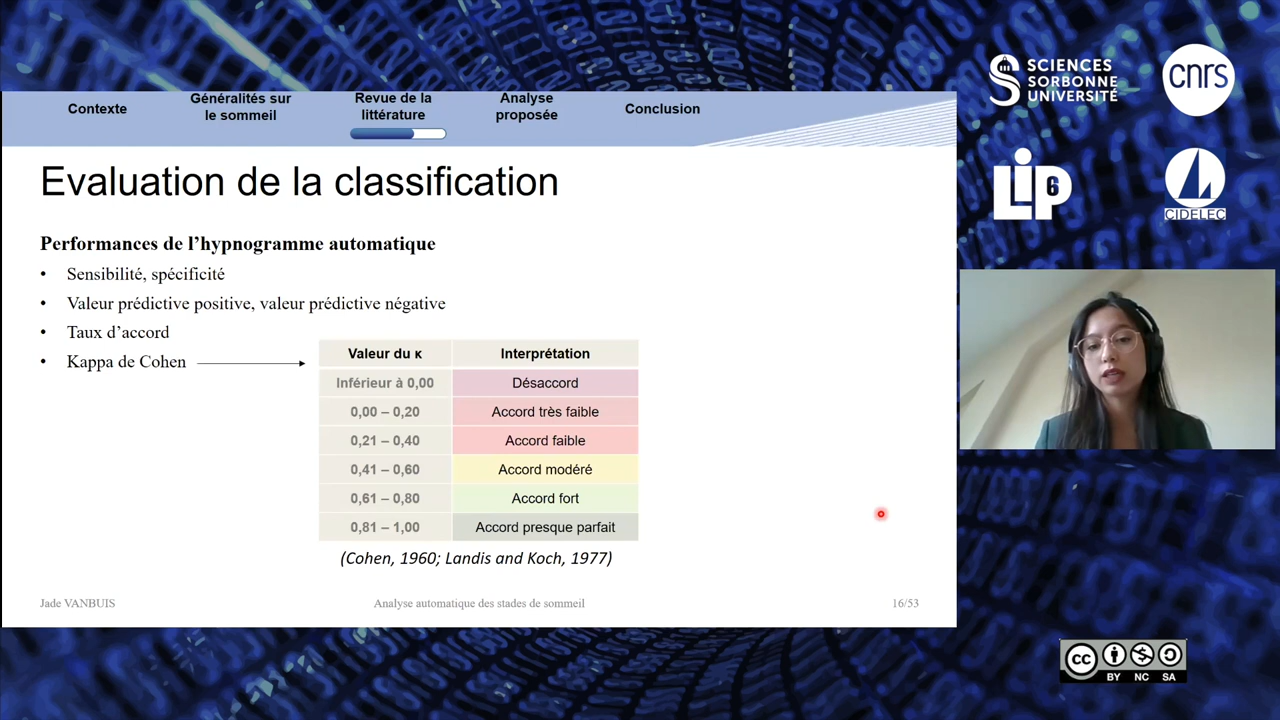 Contexte
Généralités sur
le sommeil
Revue de la
littérature
Analyse
proposée
Conclusion
SCIENCES
SORBONNE
UNIVERSITÉ
cnrs
LIP6
CIDELEC
Evaluation de la classification
Performances de l'hypnogramme automatique
• Sensibilité, spécificité
• Valeur prédictive positive, valeur prédictive négative
• Taux d'accord
• Kappa de Cohen
Valeur du κ Interprétation
Inférieur à 0,00 Désaccord
0,00 – 0,20 Accord très faible
0,21 – 0,40 Accord faible
0,41 – 0,60 Accord modéré
0,61 – 0,80 Accord fort
0,81 – 1,00 Accord presque parfait
(Cohen, 1960; Landis and Koch, 1977)
Jade VANBUIS Analyse automatique des stades de sommeil 16/53
cc BY NC SA